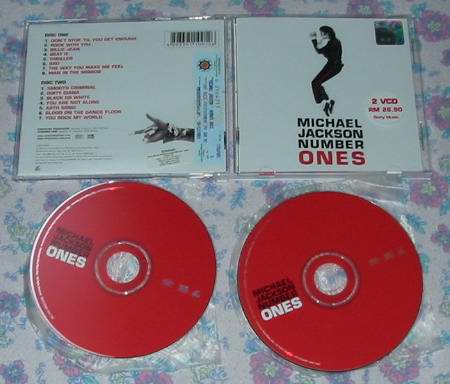 DISC ONE
1. DON'T STOP 'TIL YOU GET ENOUGH
2. ROCK WITH YOU
3. BILLIE JEAN
4. BEAT IT
5. THRILLER
6. BAD
7. THE WAY YOU MAKE ME FEEL
8. MAN IN THE MIRROR
DISC TWO
1. SMOOTH CRIMINAL
2. DIRTY DIANA
3. BLACK OR WHITE
4. YOU ARE NOT ALONE
5. EARTH SONG
6. BLOOD ON THE DANCE FLOOR
7. YOU ROCK MY WORLD
2 VCD
RM 26.90
Sony Music
MICHAEL
JACKSON
NUMBER
ONES
MICHAEL
JACKSON
NUMBER
ONES
MICHAEL
JACKSON
NUMBER
ONES